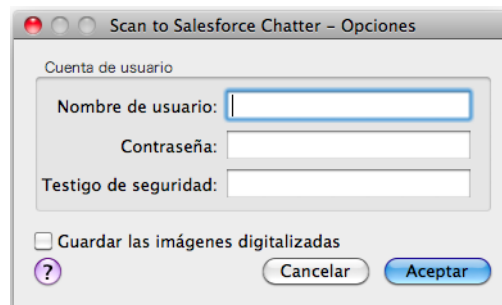 Scan to Salesforce Chatter – Opciones
Cuenta de usuario
Nombre de usuario:
Contraseña:
Testigo de seguridad:
Guardar las imágenes digitalizadas
? Cancelar Aceptar